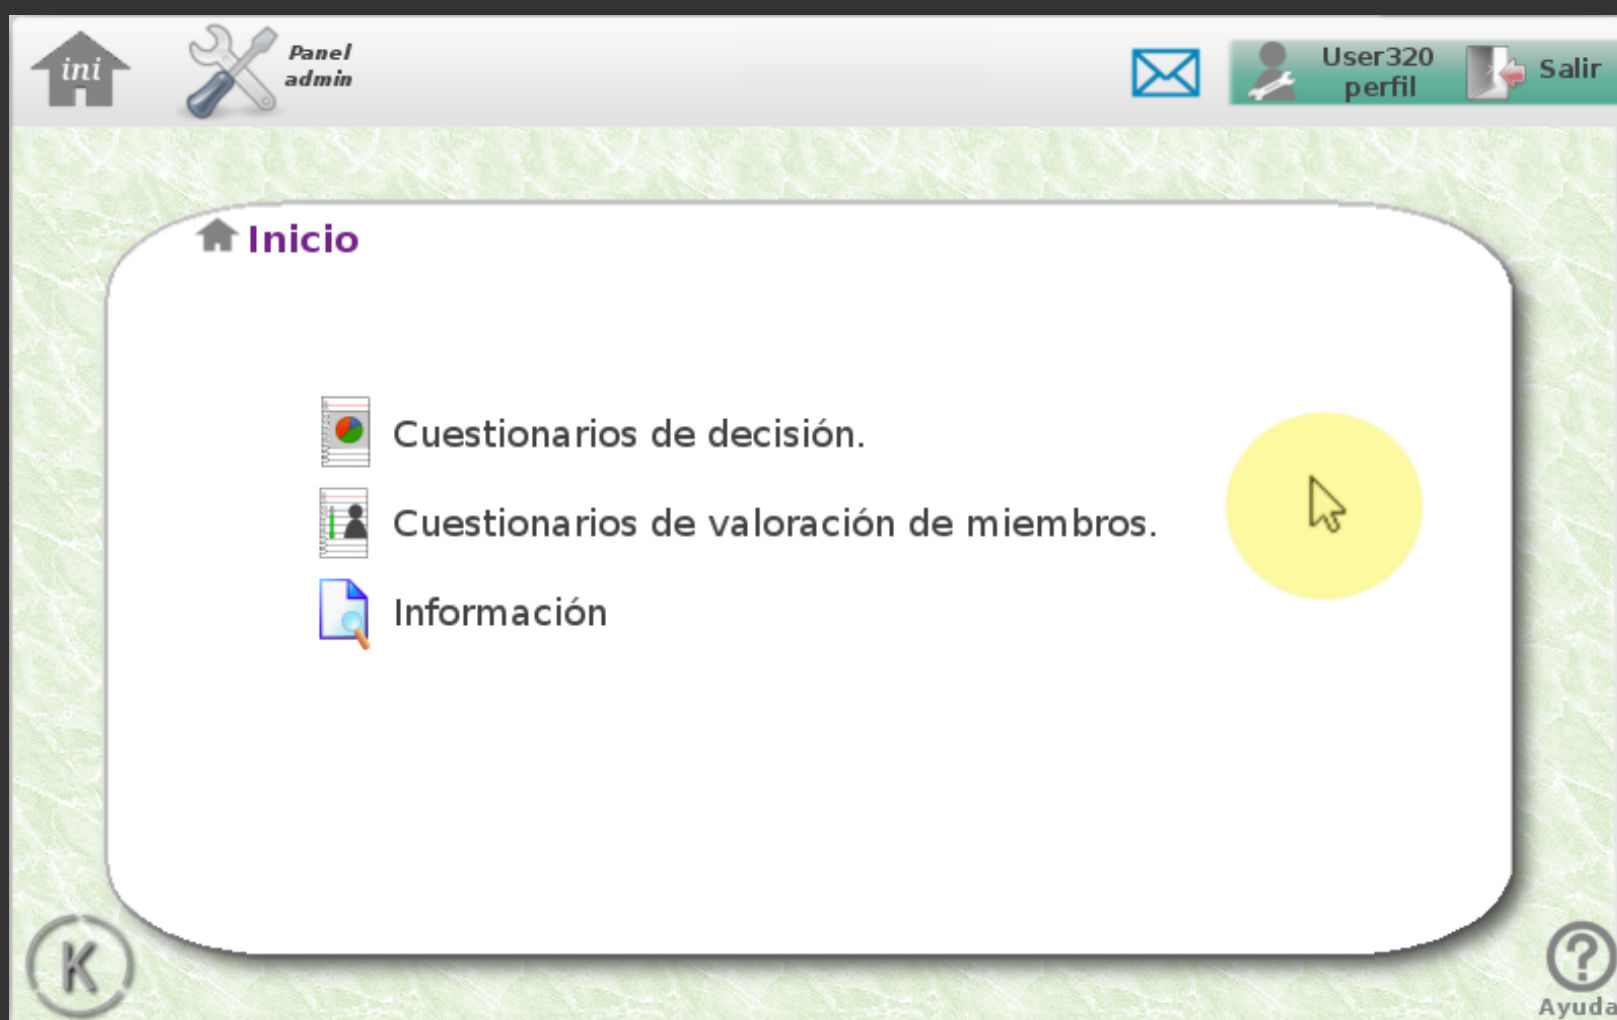 ini
Panel
admin
User320
perfil
Salir
Inicio
Cuestionarios de decisión.
Cuestionarios de valoración de miembros.
Información
K
Ayuda